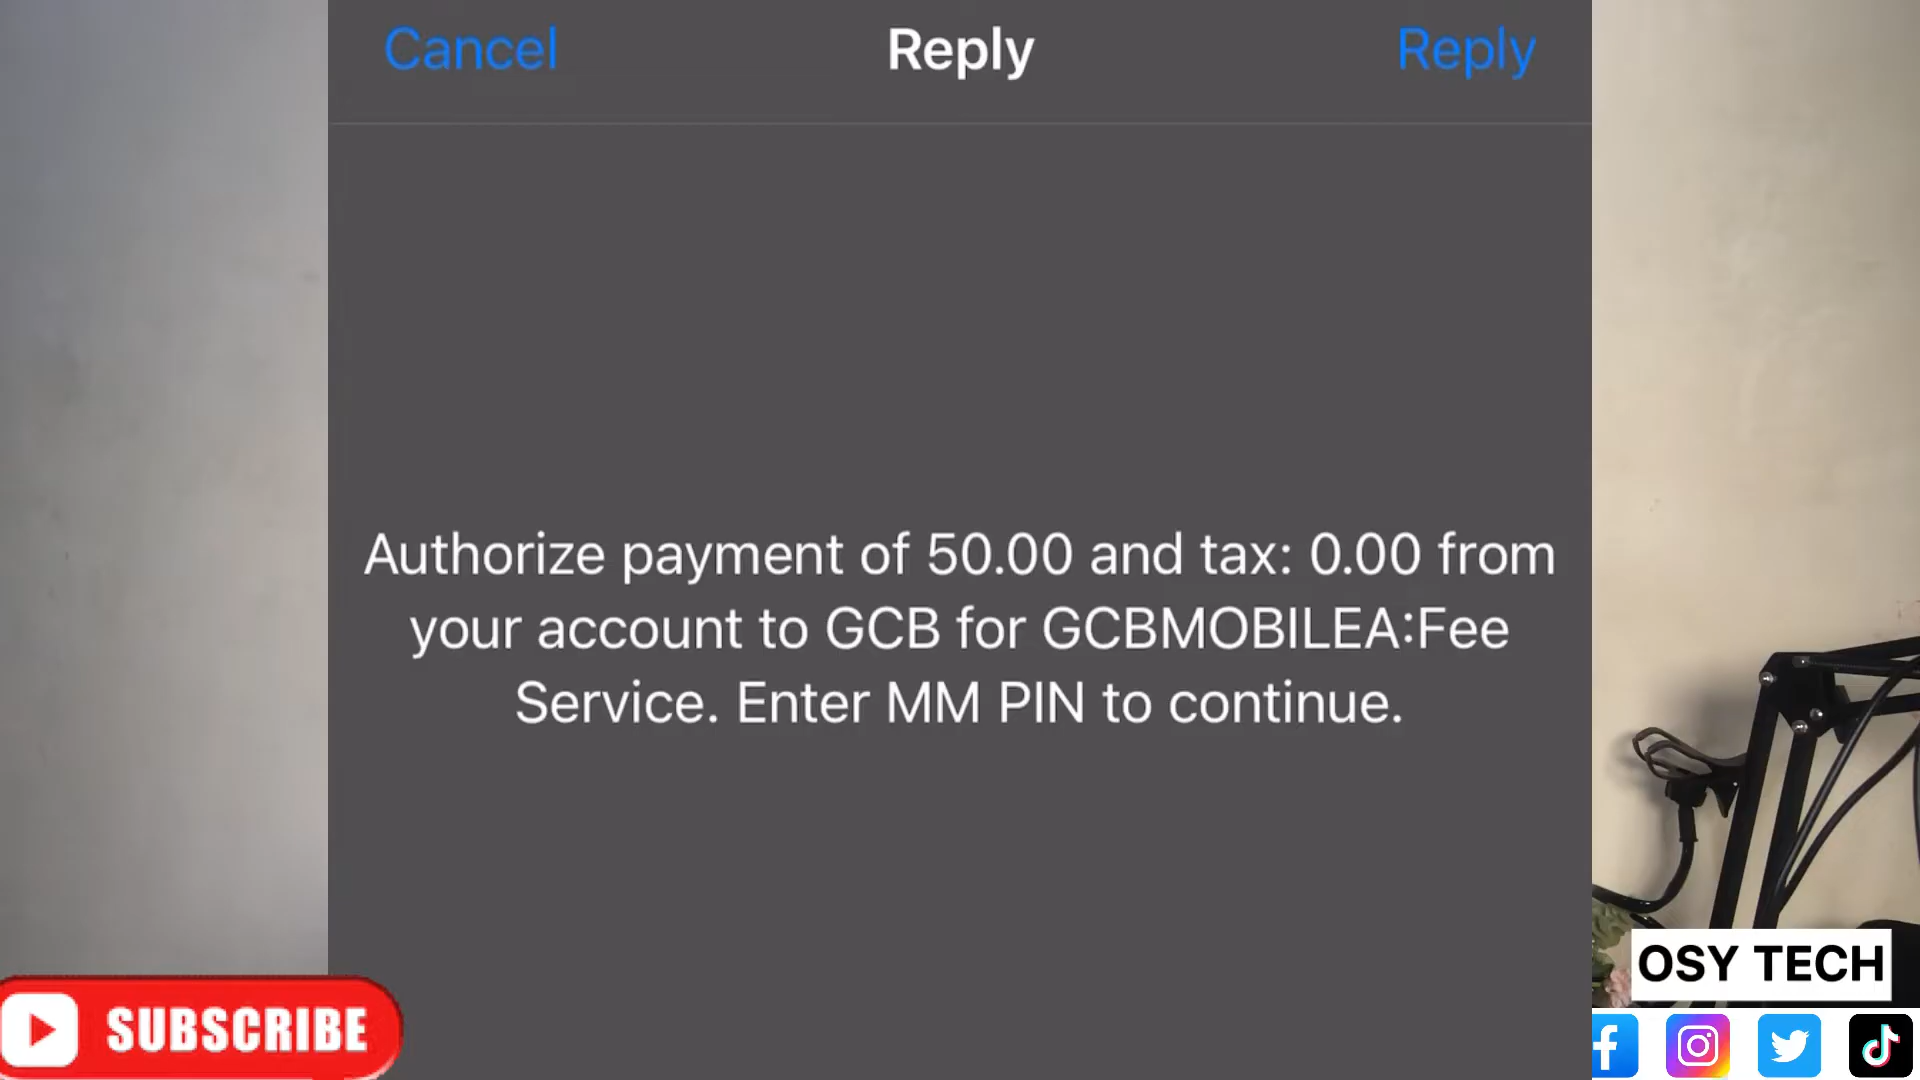 Cancel
Reply
Reply
Authorize payment of 50.00 and tax: 0.00 from
your account to GCB for GCBMOBILEA:Fee
Service. Enter MM PIN to continue.
SUBSCRIBE
OSY TECH